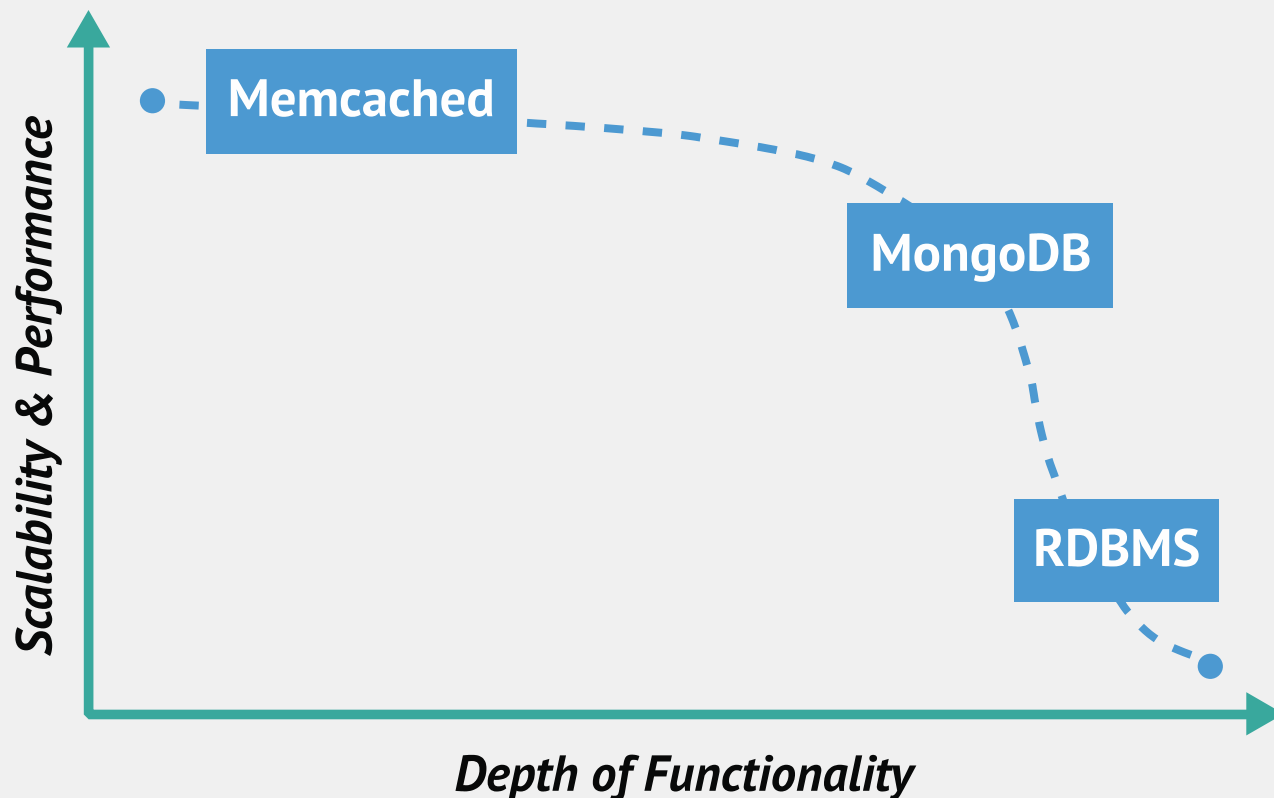 Scalability & Performance
Memcached
MongoDB
RDBMS
Depth of Functionality